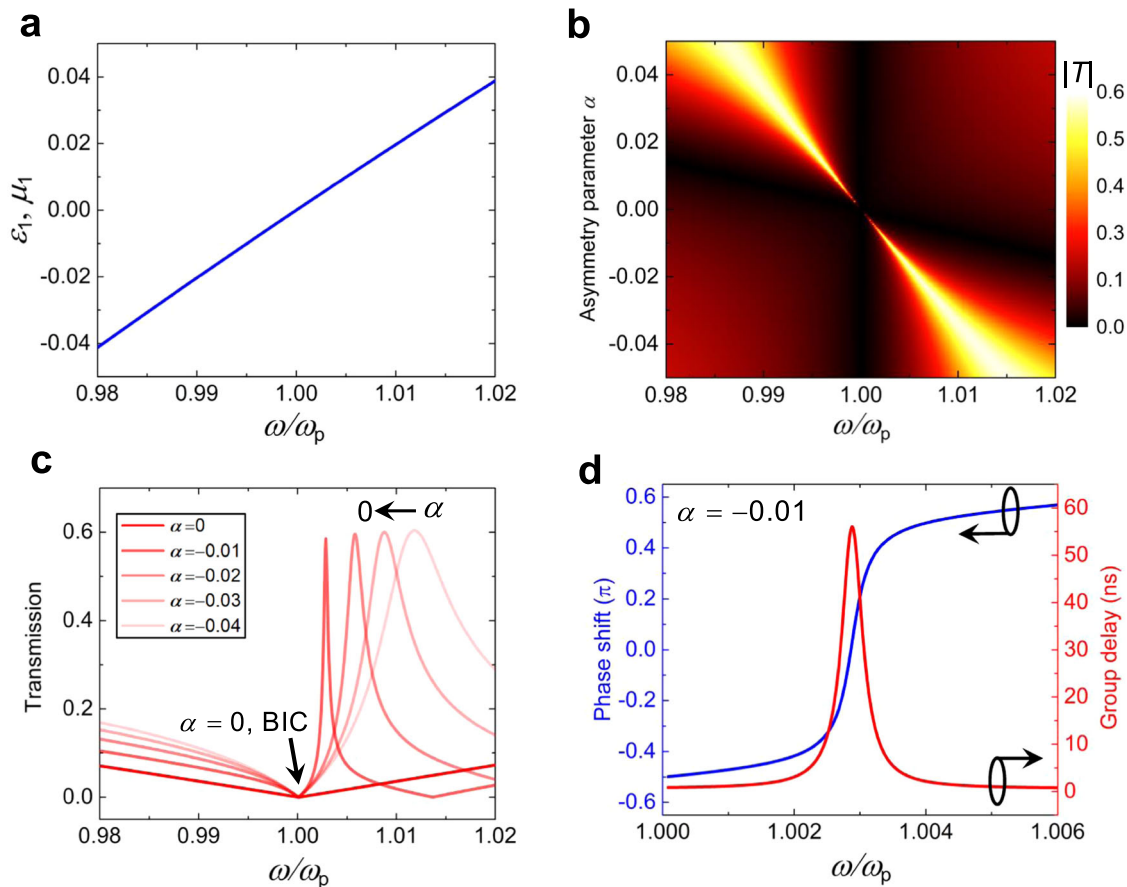 a
0.04
0.02
0.00
-0.02
-0.04
ε1, μ1
0.98 0.99 1.00 1.01 1.02
ω/ωp
b
|T|
0.04
0.02
0.00
-0.02
-0.04
Asymmetry parameter α
0.98 0.99 1.00 1.01 1.02
ω/ωp
0.6
0.5
0.4
0.3
0.2
0.1
0.0
c
0.6
0.4
0.2
0.0
Transmission
α=0
α=−0.01
α=−0.02
α=−0.03
α=−0.04
0 ← α
α = 0, BIC
0.98 0.99 1.00 1.01 1.02
ω/ωp
d
α = −0.01
0.6
0.4
0.2
0.0
-0.2
-0.4
-0.6
Phase shift (π)
60
50
40
30
20
10
0
Group delay (ns)
1.000 1.002 1.004 1.006
ω/ωp